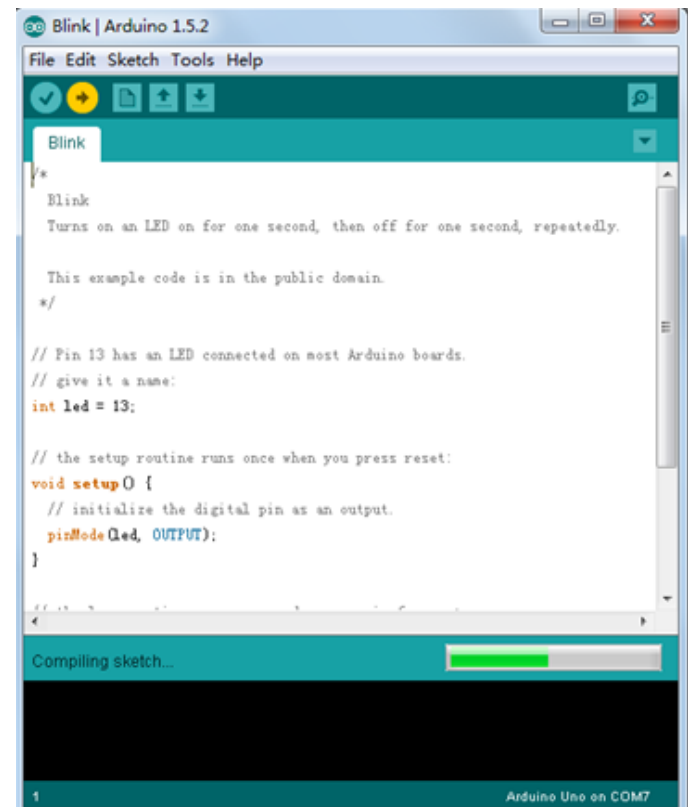 Blink | Arduino 1.5.2
File Edit Sketch Tools Help
Blink
/*
Blink
Turns on an LED on for one second, then off for one second, repeatedly.
This example code is in the public domain.
*/
// Pin 13 has an LED connected on most Arduino boards.
// give it a name:
int led = 13;
// the setup routine runs once when you press reset:
void setup() {
// initialize the digital pin as an output.
pinMode(led, OUTPUT);
}
Compiling sketch...
1
Arduino Uno on COM7